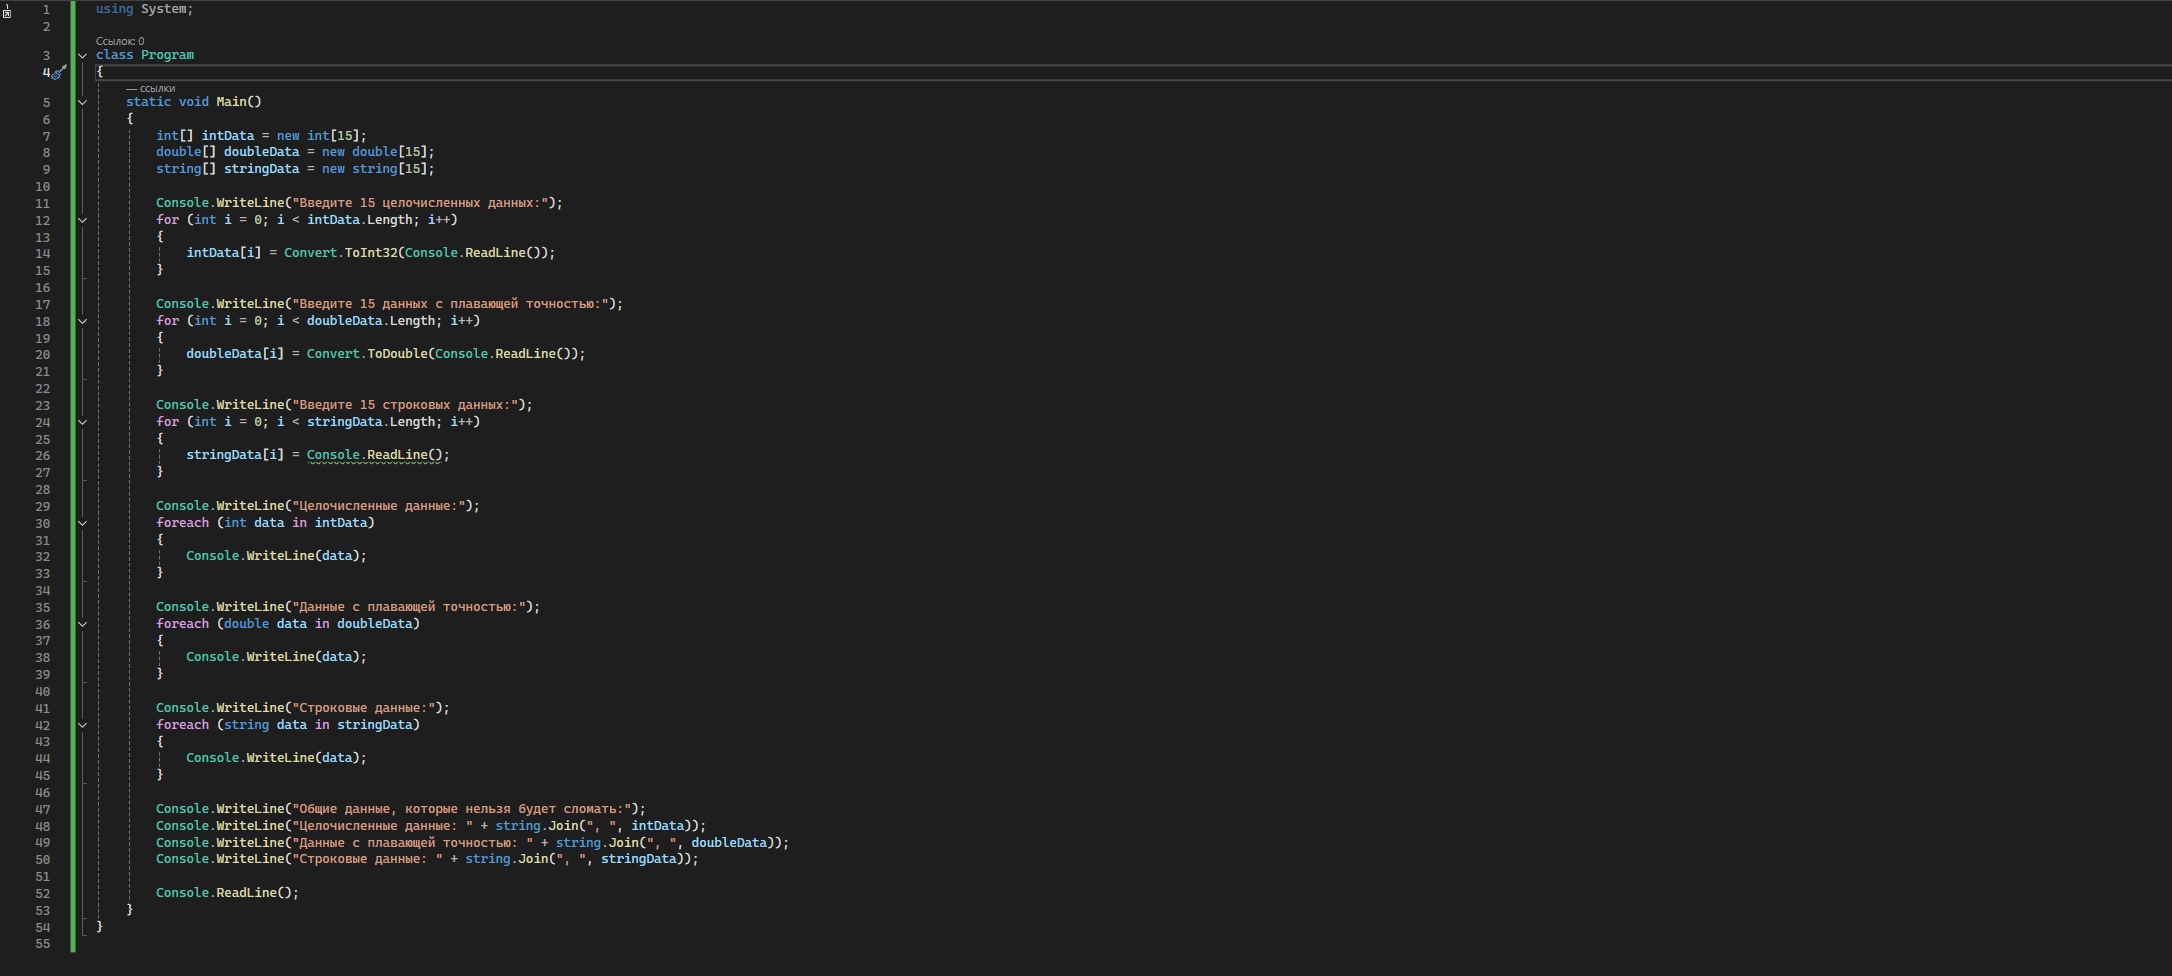 1 using System;
2
Ссылок: 0
3 class Program
4 {
— ссылки
5 static void Main()
6 {
7 int[] intData = new int[15];
8 double[] doubleData = new double[15];
9 string[] stringData = new string[15];
10
11 Console.WriteLine("Введите 15 целочисленных данных:");
12 for (int i = 0; i < intData.Length; i++)
13 {
14 intData[i] = Convert.ToInt32(Console.ReadLine());
15 }
16
17 Console.WriteLine("Введите 15 данных с плавающей точностью:");
18 for (int i = 0; i < doubleData.Length; i++)
19 {
20 doubleData[i] = Convert.ToDouble(Console.ReadLine());
21 }
22
23 Console.WriteLine("Введите 15 строковых данных:");
24 for (int i = 0; i < stringData.Length; i++)
25 {
26 stringData[i] = Console.ReadLine();
27 }
28
29 Console.WriteLine("Целочисленные данные:");
30 foreach (int data in intData)
31 {
32 Console.WriteLine(data);
33 }
34
35 Console.WriteLine("Данные с плавающей точностью:");
36 foreach (double data in doubleData)
37 {
38 Console.WriteLine(data);
39 }
40
41 Console.WriteLine("Строковые данные:");
42 foreach (string data in stringData)
43 {
44 Console.WriteLine(data);
45 }
46
47 Console.WriteLine("Общие данные, которые нельзя будет сломать:");
48 Console.WriteLine("Целочисленные данные: " + string.Join(", ", intData));
49 Console.WriteLine("Данные с плавающей точностью: " + string.Join(", ", doubleData));
50 Console.WriteLine("Строковые данные: " + string.Join(", ", stringData));
51
52 Console.ReadLine();
53 }
54 }
55